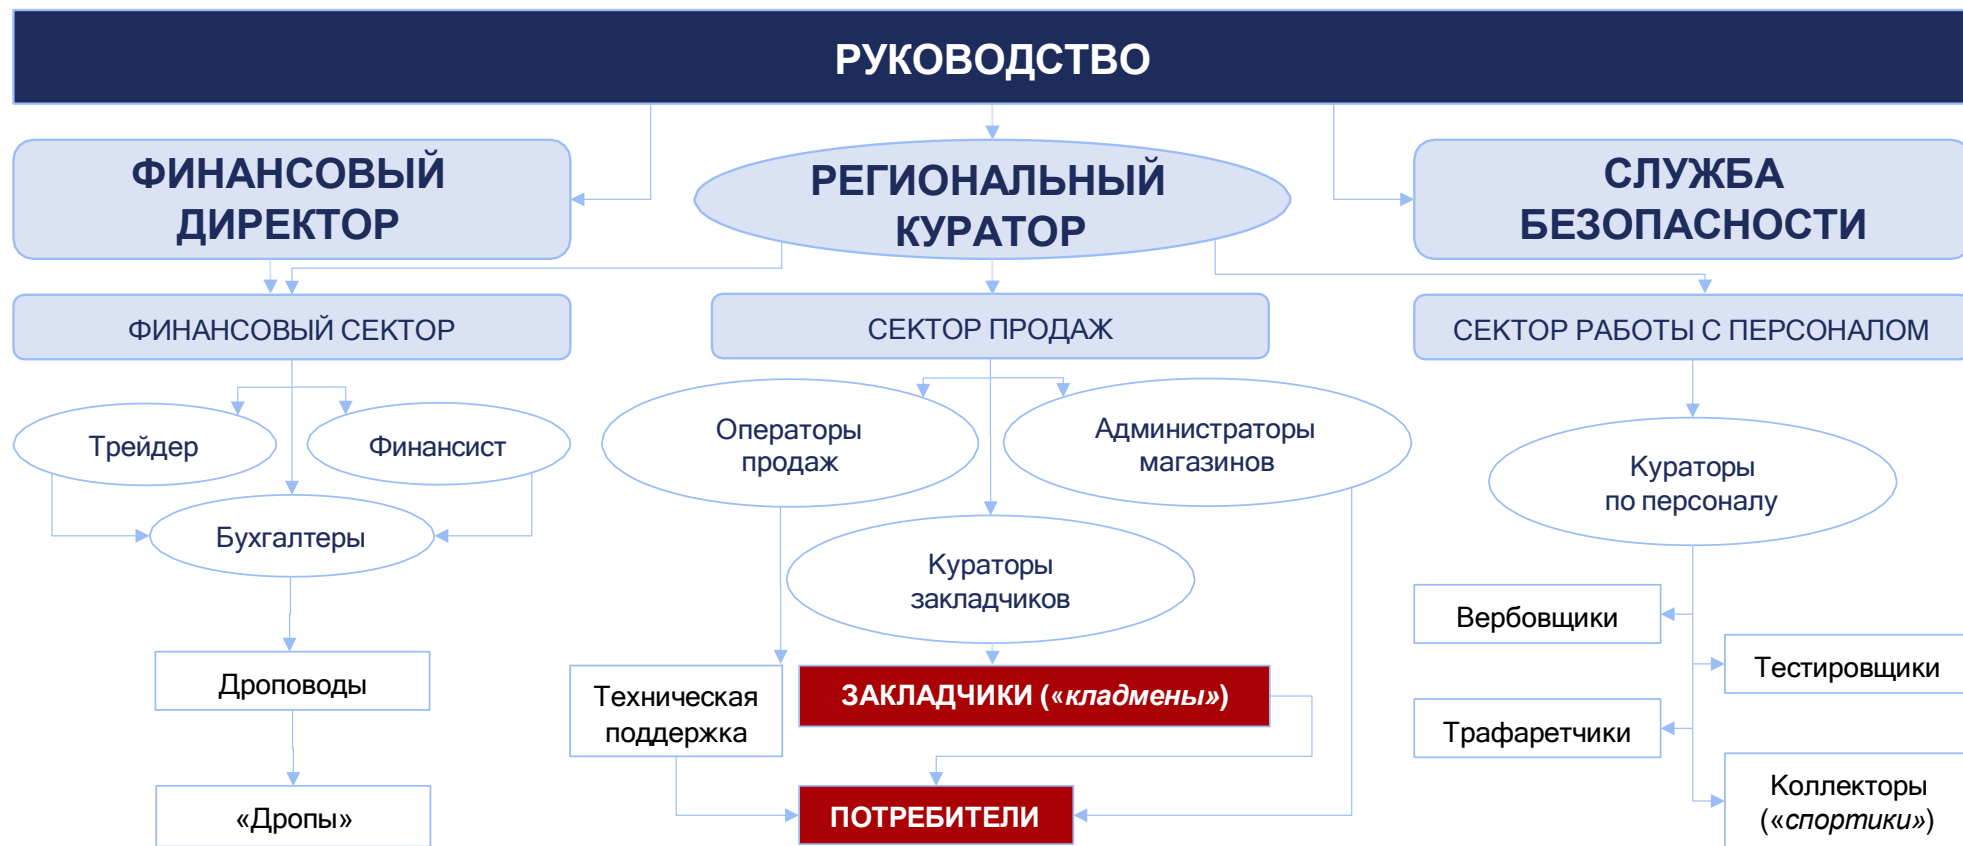 РУКОВОДСТВО
ФИНАНСОВЫЙ
ДИРЕКТОР
РЕГИОНАЛЬНЫЙ
КУРАТОР
СЛУЖБА
БЕЗОПАСНОСТИ
ФИНАНСОВЫЙ СЕКТОР
СЕКТОР ПРОДАЖ
СЕКТОР РАБОТЫ С ПЕРСОНАЛОМ
Трейдер
Финансист
Бухгалтеры
Дроповоды
«Дропы»
Операторы
продаж
Администраторы
магазинов
Кураторы
закладчиков
Техническая
поддержка
ЗАКЛАДЧИКИ («кладмены»)
ПОТРЕБИТЕЛИ
Кураторы
по персоналу
Вербовщики
Тестировщики
Трафаретчики
Коллекторы
(«спортики»)